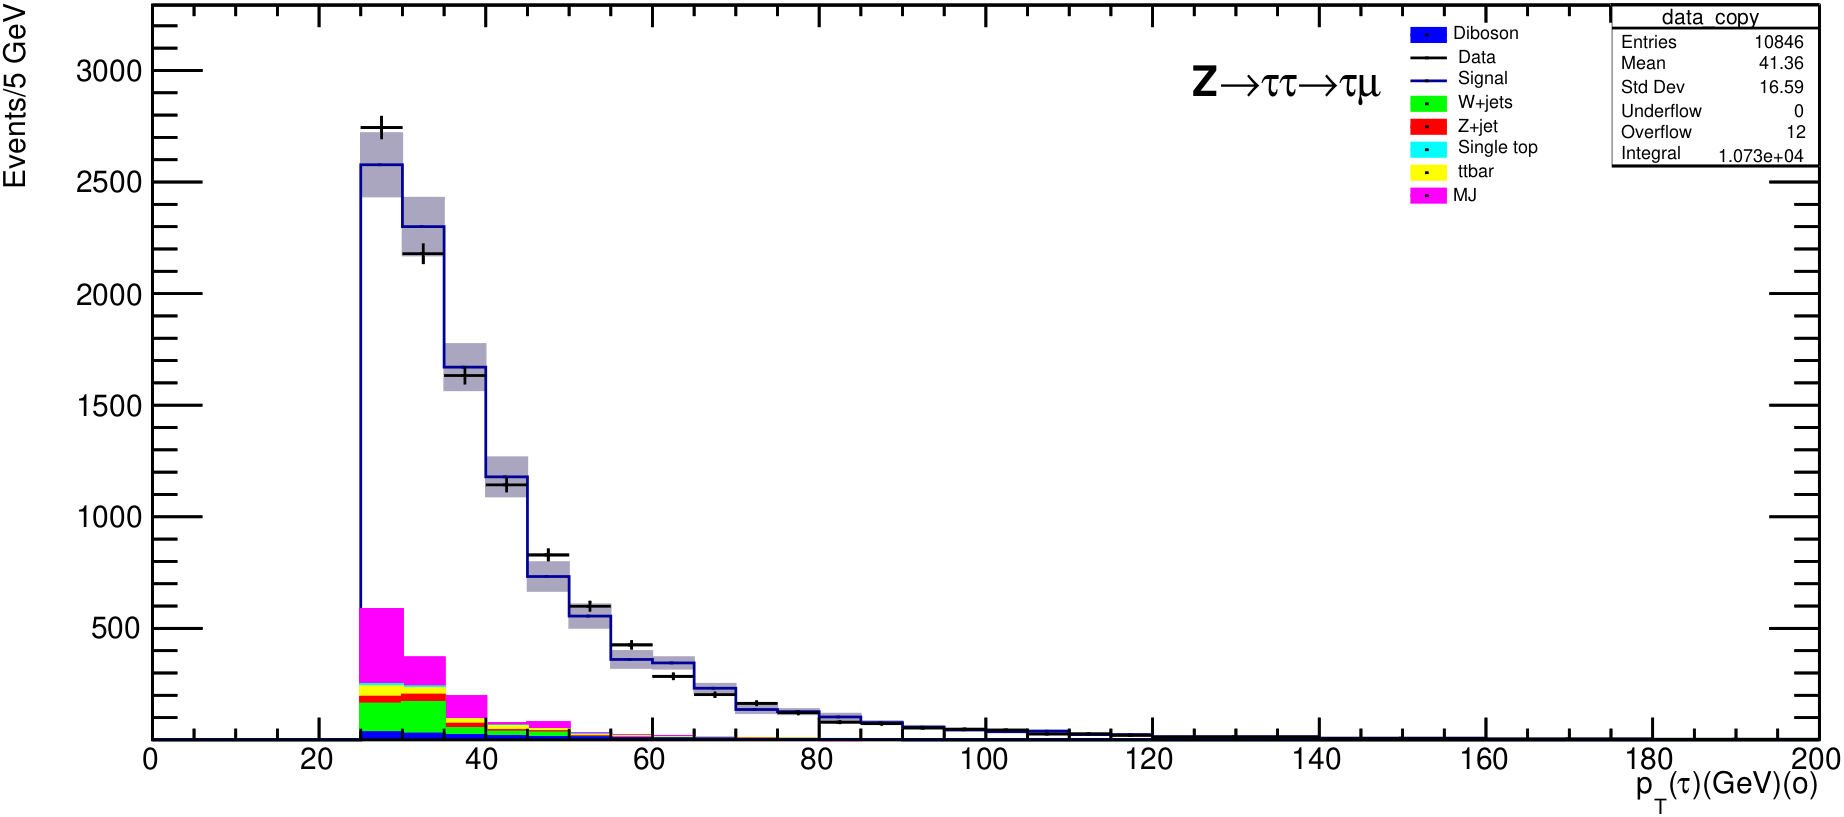 Events/5 GeV
3000
2500
2000
1500
1000
500
0 20 40 60 80 100 120 140 160 180 200
p_T(τ)(GeV)(o)
Z→ττ→τμ
Diboson
Data
Signal
W+jets
Z+jet
Single top
ttbar
MJ
data copy
Entries 10846
Mean 41.36
Std Dev 16.59
Underflow 0
Overflow 12
Integral 1.073e+04